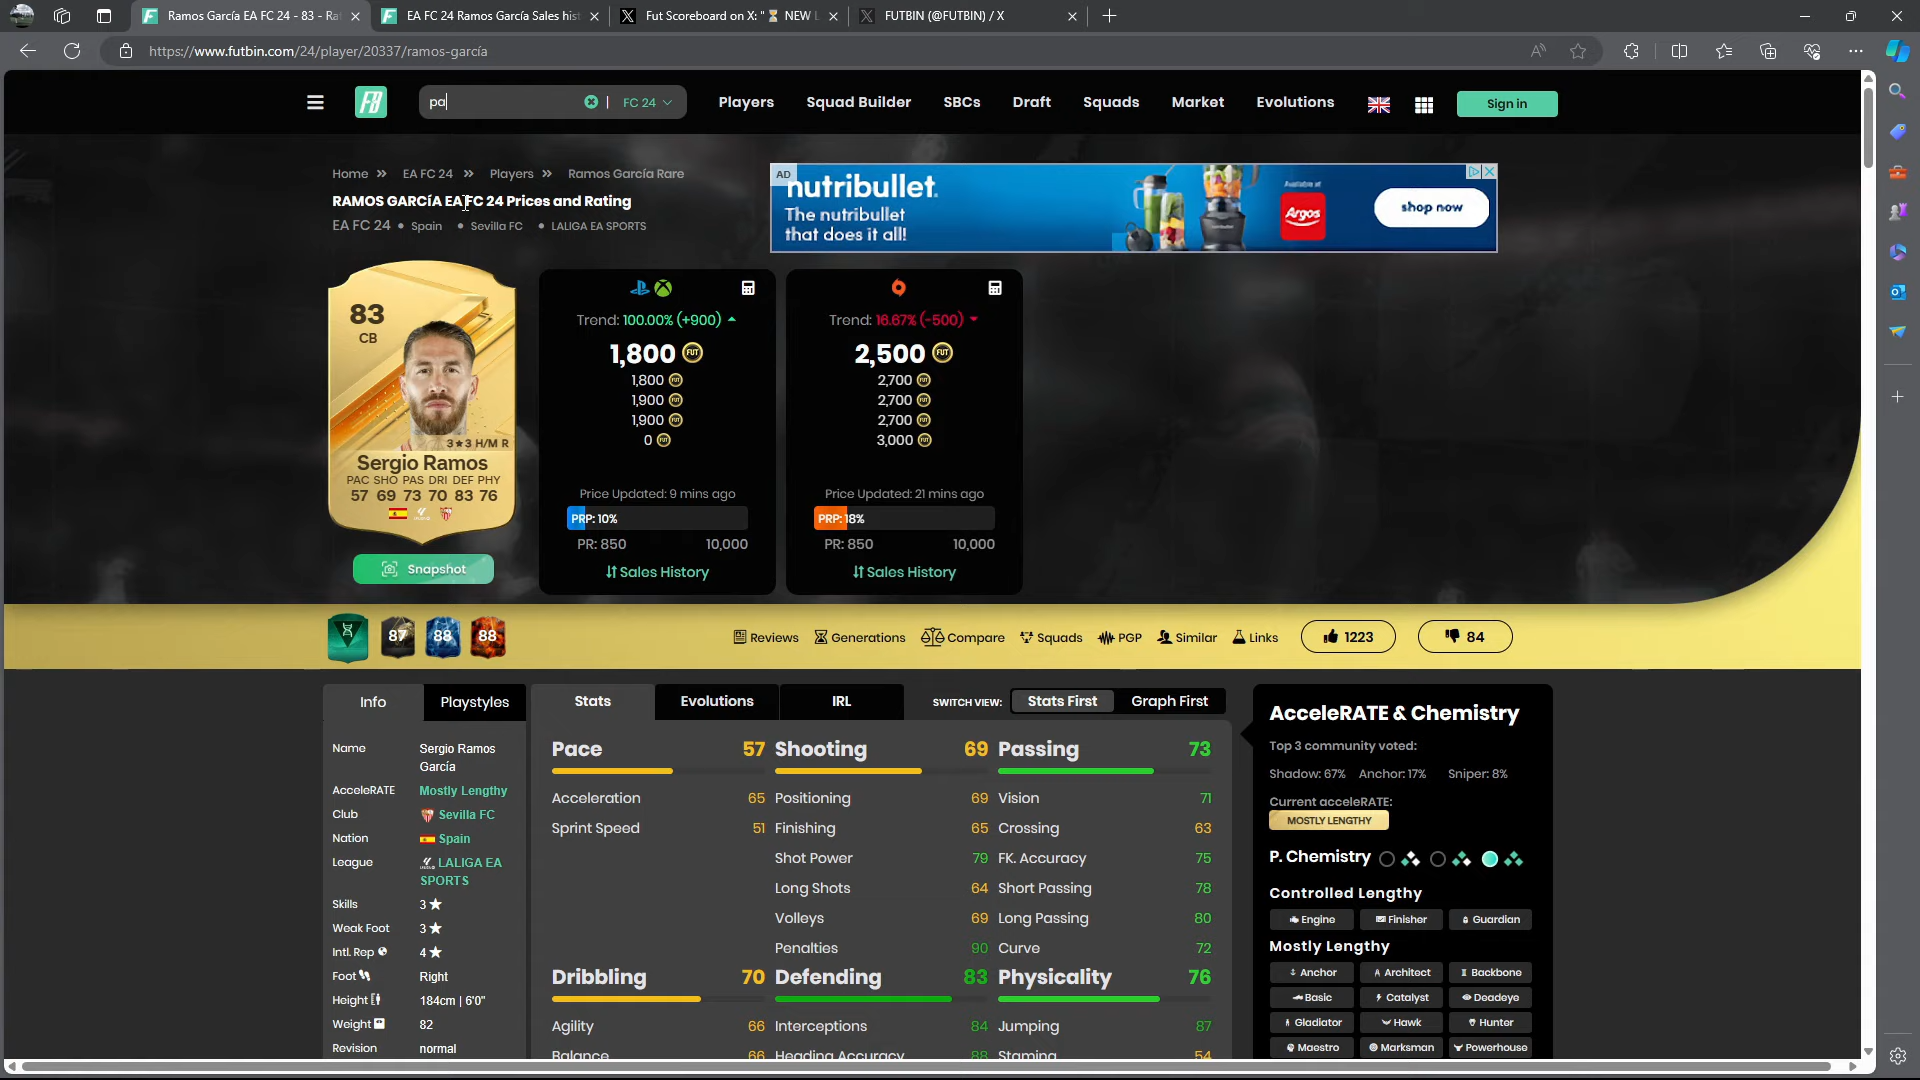 Ramos García EA FC 24 - 83 - Rat
EA FC 24 Ramos García Sales hist
Fut Scoreboard on X: "⏳ NEW L
FUTBIN (@FUTBIN) / X
https://www.futbin.com/24/player/20337/ramos-garcía
pa
FC 24
Players
Squad Builder
SBCs
Draft
Squads
Market
Evolutions
Sign in
Home » EA FC 24 » Players » Ramos García Rare
RAMOS GARCíA EA FC 24 Prices and Rating
EA FC 24 • Spain • Sevilla FC • LALIGA EA SPORTS
AD
nutribullet.
The nutribullet
that does it all!
Available at
Argos
shop now
83
CB
3★3 H/M R
Sergio Ramos
PAC SHO PAS DRI DEF PHY
57 69 73 70 83 76
Snapshot
Trend: 100.00% (+900)
1,800
1,800
1,900
1,900
0
Price Updated: 9 mins ago
PRP: 10%
PR: 850 10,000
Sales History
Trend: 16.67% (-500)
2,500
2,700
2,700
2,700
3,000
Price Updated: 21 mins ago
PRP: 18%
PR: 850 10,000
Sales History
87
88
88
Reviews
Generations
Compare
Squads
PGP
Similar
Links
1223
84
Info
Playstyles
Name Sergio Ramos
García
AcceleRATE Mostly Lengthy
Club Sevilla FC
Nation Spain
League LALIGA EA
SPORTS
Skills 3★
Weak Foot 3★
Intl. Rep 4★
Foot Right
Height 184cm | 6'0"
Weight 82
Revision normal
Stats
Evolutions
IRL
SWITCH VIEW:
Stats First
Graph First
Pace 57
Acceleration 65
Sprint Speed 51
Shooting 69
Positioning 69
Finishing 65
Shot Power 79
Long Shots 64
Volleys 69
Penalties 90
Passing 73
Vision 71
Crossing 63
FK. Accuracy 75
Short Passing 78
Long Passing 80
Curve 72
Dribbling 70
Agility 66
Balance 66
Defending 83
Interceptions 84
Heading Accuracy 88
Physicality 76
Jumping 87
Stamina 54
AcceleRATE & Chemistry
Top 3 community voted:
Shadow: 67% Anchor: 17% Sniper: 8%
Current acceleRATE:
MOSTLY LENGTHY
P. Chemistry
Controlled Lengthy
Engine
Finisher
Guardian
Mostly Lengthy
Anchor
Architect
Backbone
Basic
Catalyst
Deadeye
Gladiator
Hawk
Hunter
Maestro
Marksman
Powerhouse